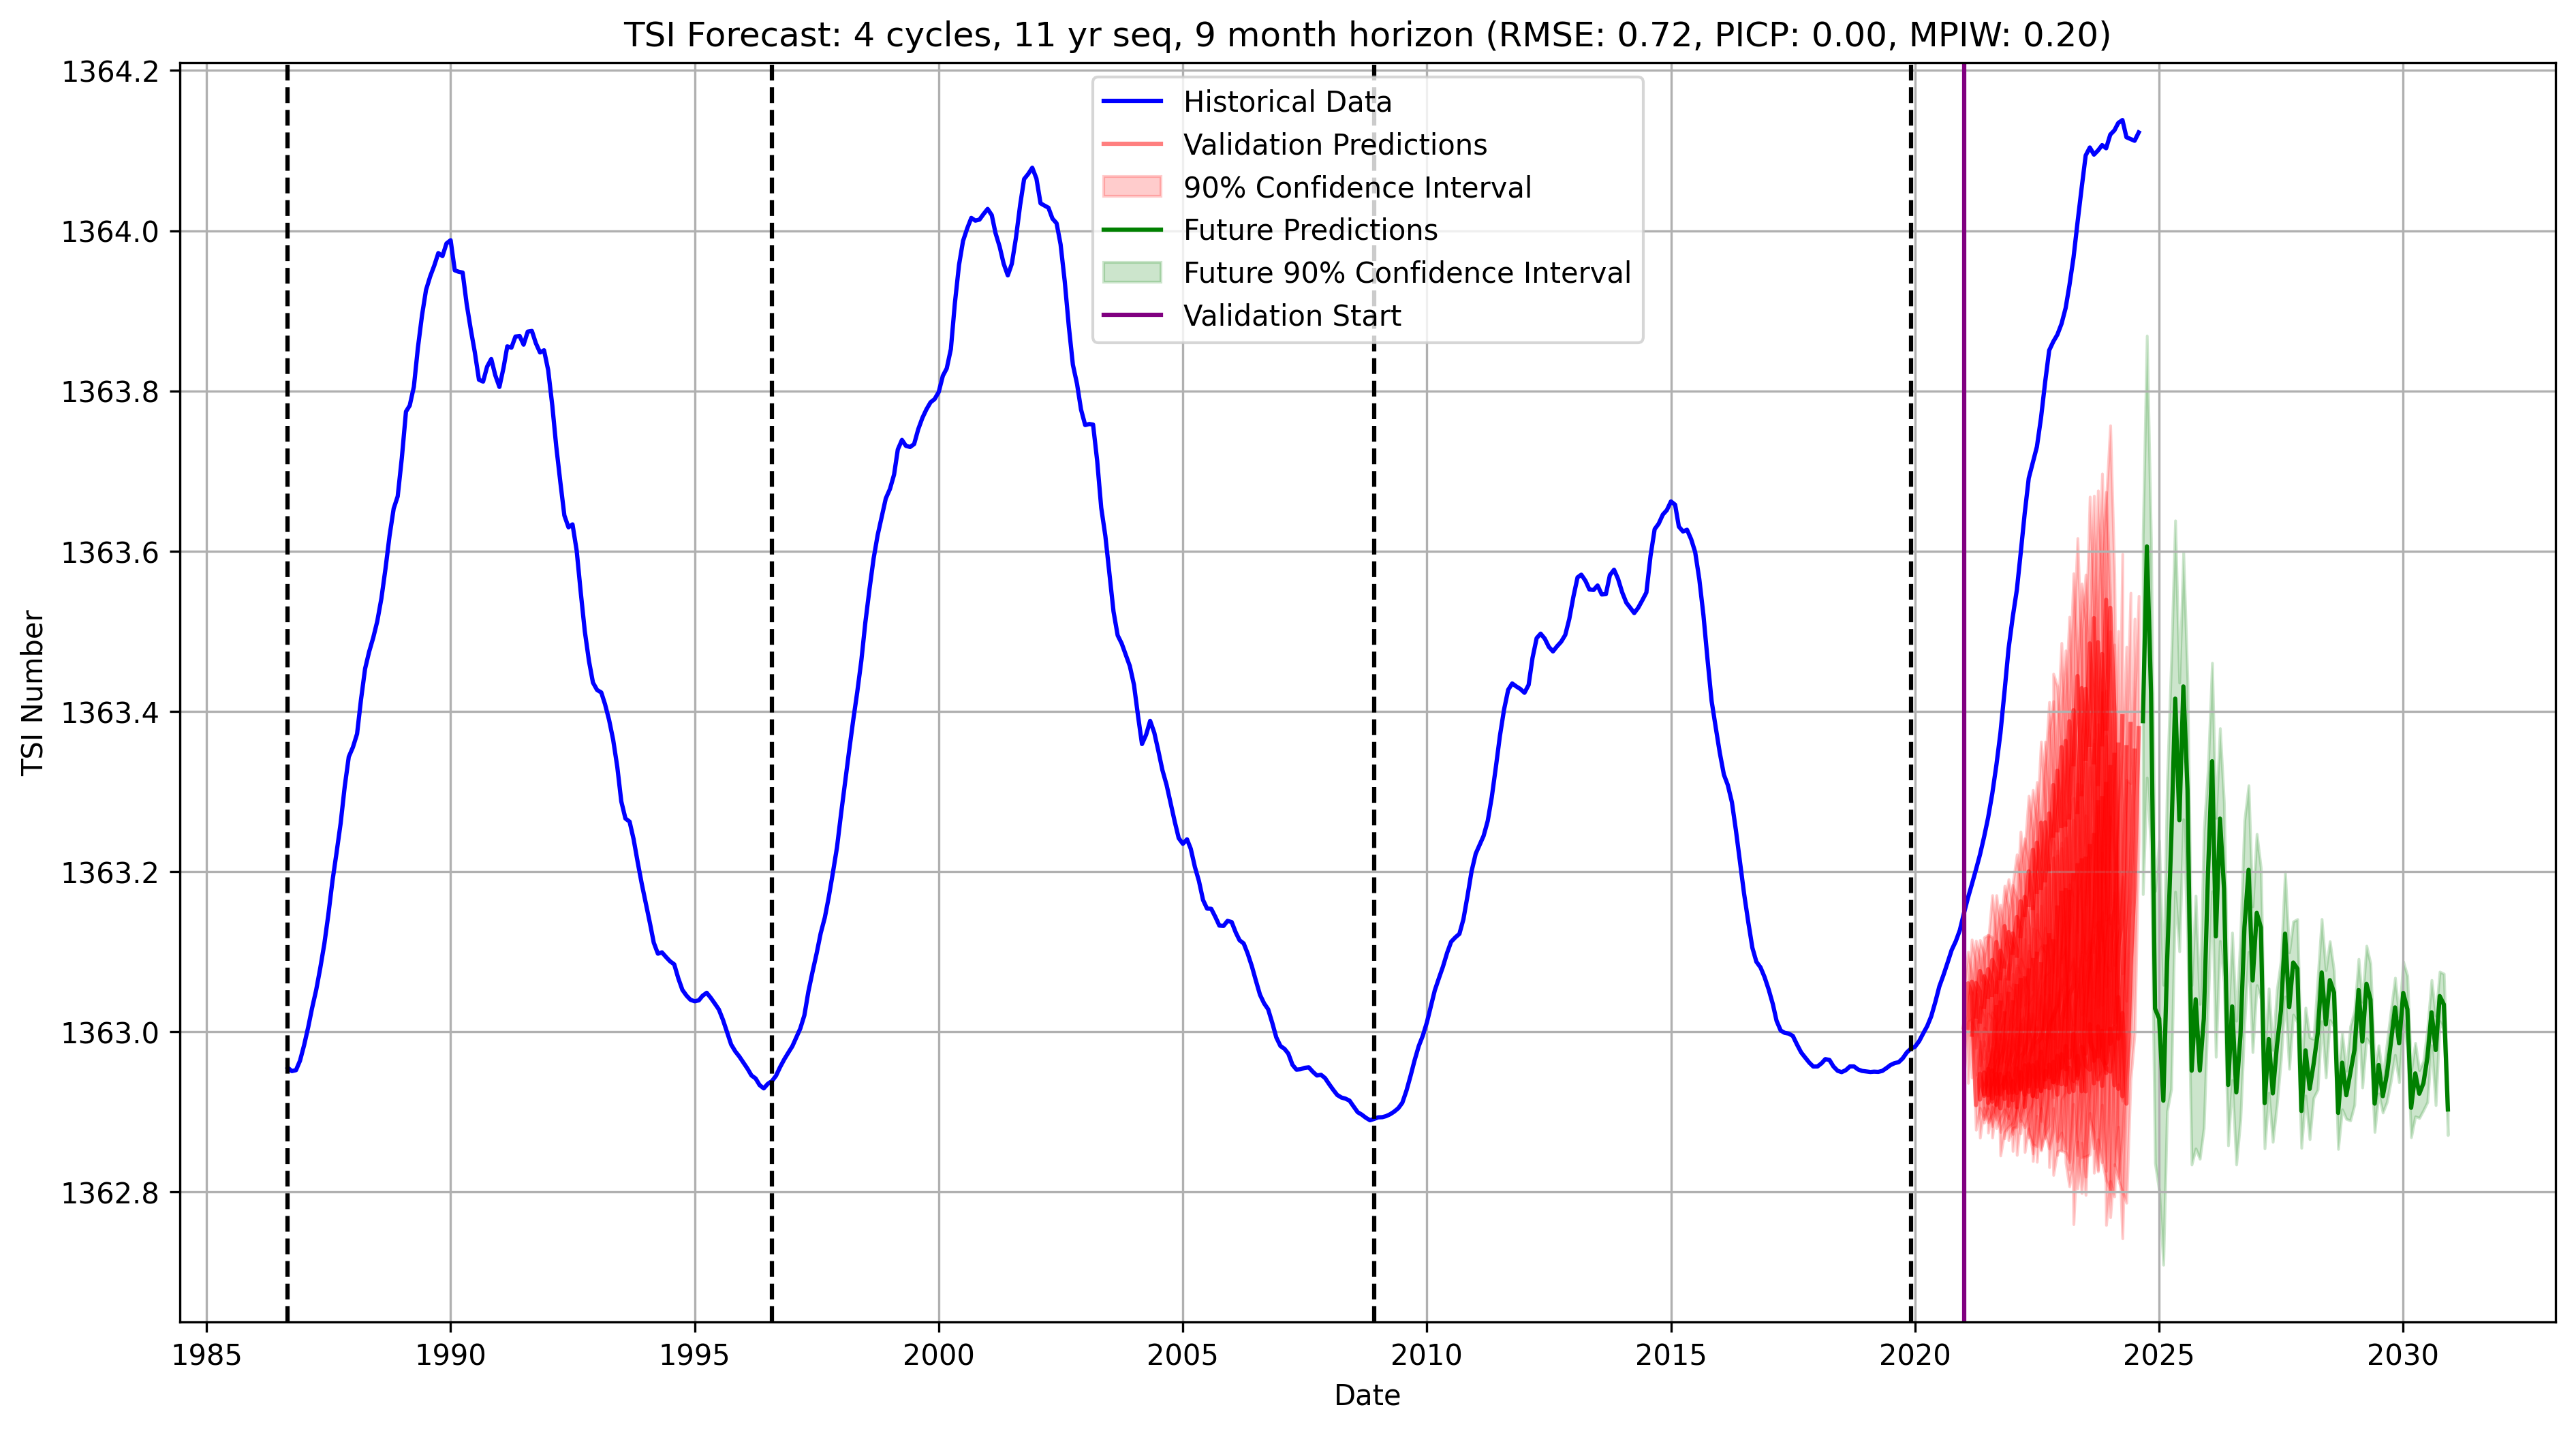 TSI Forecast: 4 cycles, 11 yr seq, 9 month horizon (RMSE: 0.72, PICP: 0.00, MPIW: 0.20)
Historical Data
Validation Predictions
90% Confidence Interval
Future Predictions
Future 90% Confidence Interval
Validation Start
TSI Number
1364.2
1364.0
1363.8
1363.6
1363.4
1363.2
1363.0
1362.8
1985
1990
1995
2000
2005
2010
2015
2020
2025
2030
Date